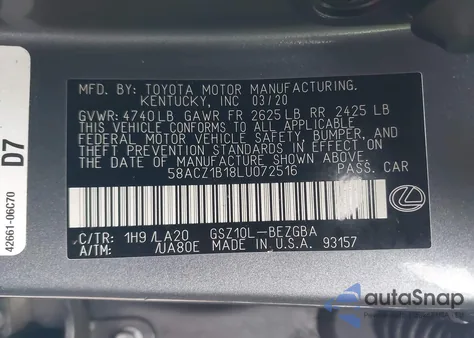 MFD. BY: TOYOTA MOTOR MANUFACTURING.
KENTUCKY, INC 03/20
GVWR: 4740LB GAWR FR 2625LB RR 2425 LB
THIS VEHICLE CONFORMS TO ALL APPLICABLE
FEDERAL MOTOR VEHICLE SAFETY, BUMPER, AND
THEFT PREVENTION STANDARDS IN EFFECT ON
THE DATE OF MANUFACTURE SHOWN ABOVE.
58ACZ1B18LU072516 PASS. CAR
C/TR: 1H9 /LA20 GSZ10L-BEZGBA
A/TM: /UA80E MADE IN U.S.A. 93157
D7
42661-06C70
autoSnap